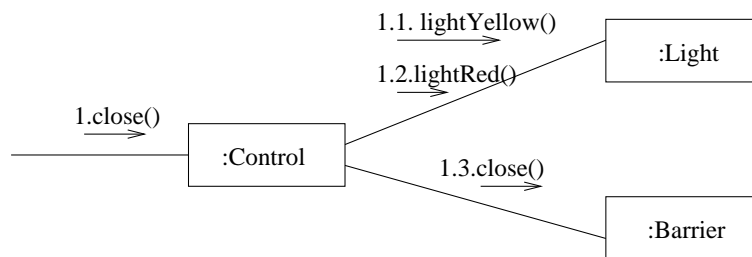 1.1. lightYellow()
:Light
1.2.lightRed()
1.close()
:Control
1.3.close()
:Barrier